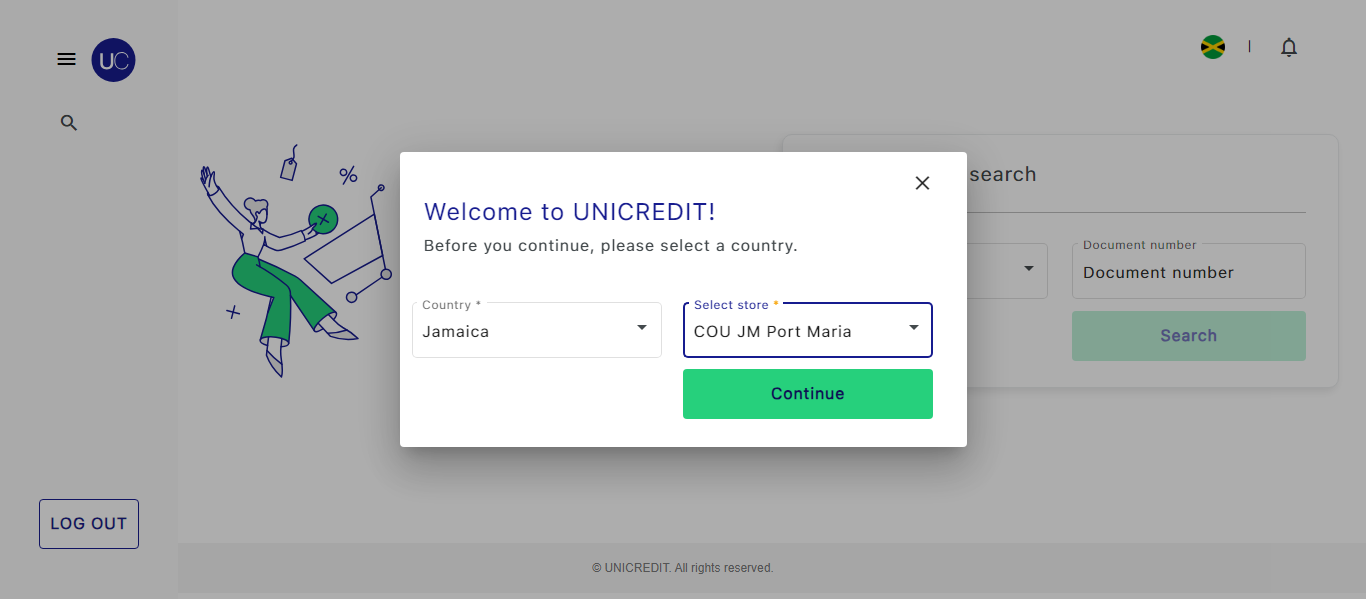 UC
search
Document number
Document number
Search
Welcome to UNICREDIT!
Before you continue, please select a country.
Country *
Jamaica
Select store *
COU JM Port Maria
Continue
LOG OUT
© UNICREDIT. All rights reserved.